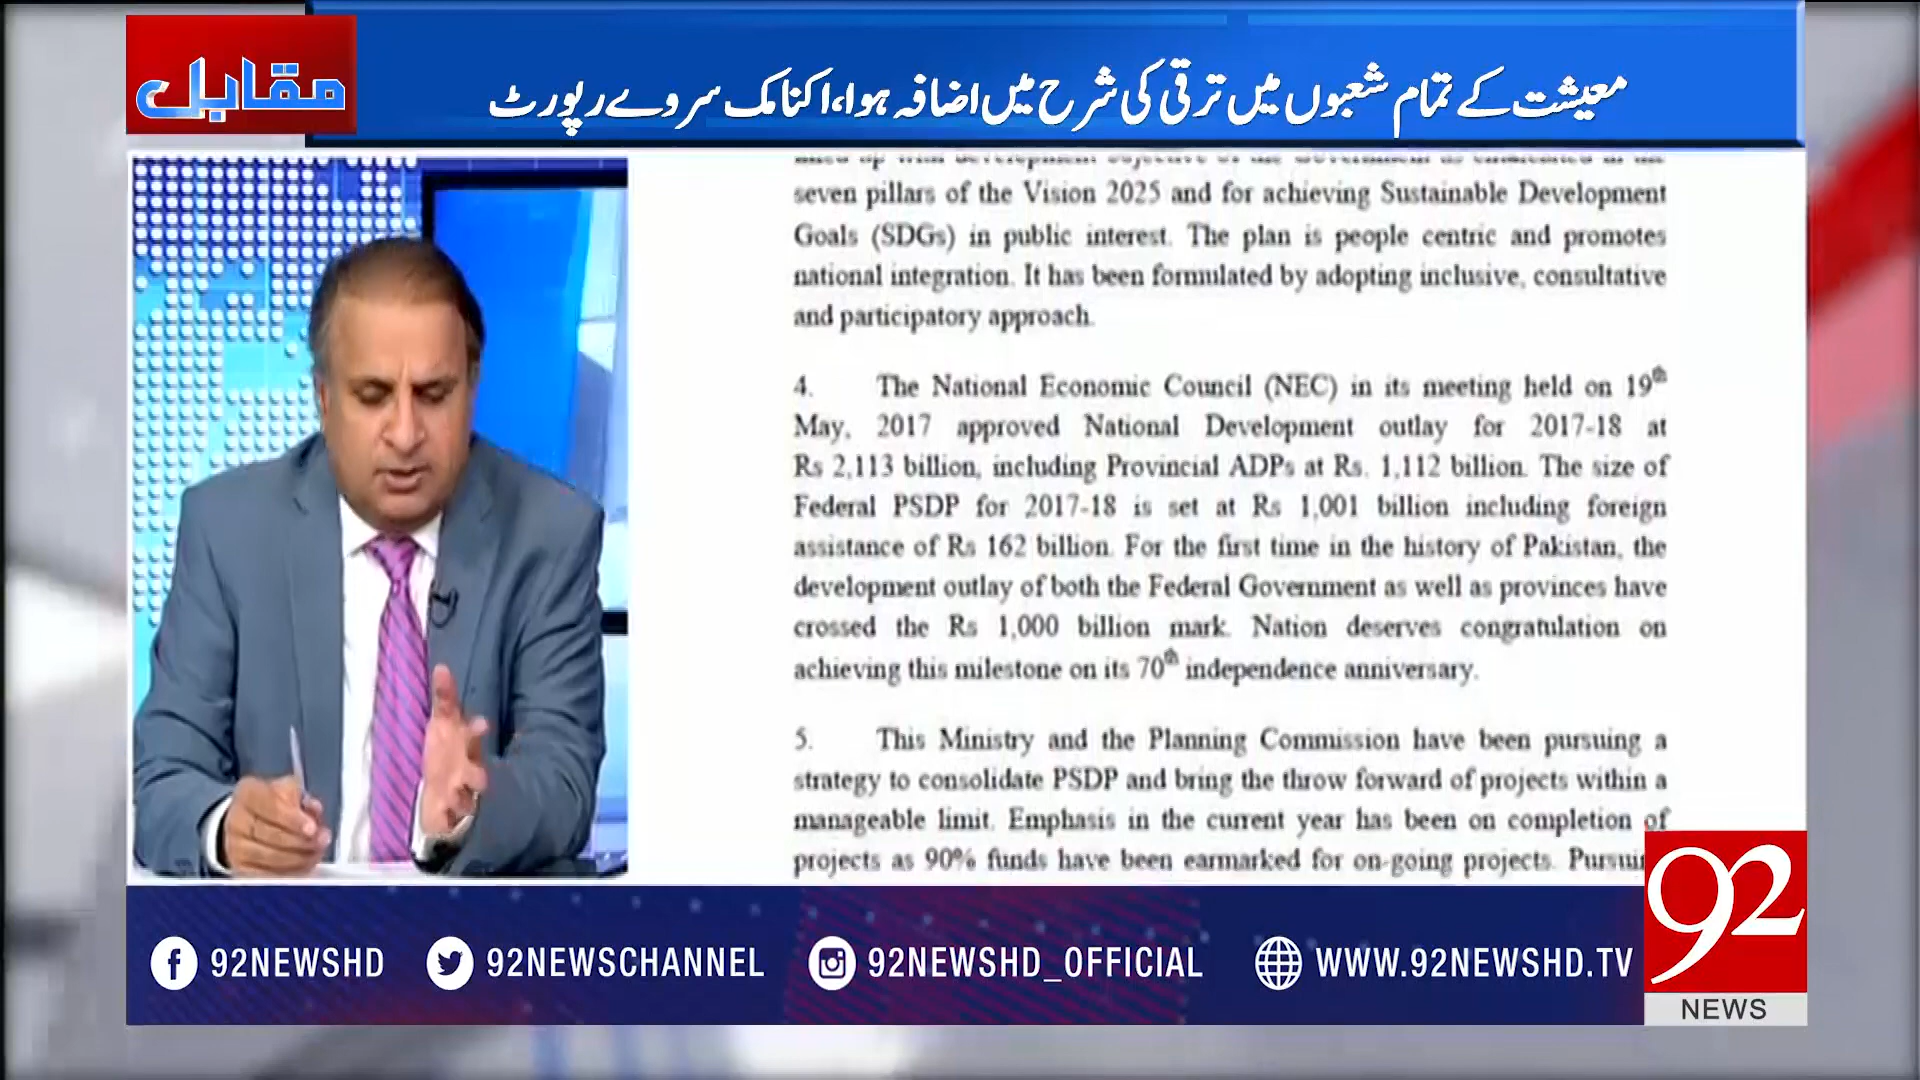 مقابل
معیشت کے تمام شعبوں میں ترقی کی شرح میں اضافہ ہوا، اکنامک سروے رپورٹ
seven pillars of the Vision 2025 and for achieving Sustainable Development
Goals (SDGs) in public interest. The plan is people centric and promotes
national integration. It has been formulated by adopting inclusive, consultative
and participatory approach.
4. The National Economic Council (NEC) in its meeting held on 19th
May, 2017 approved National Development outlay for 2017-18 at
Rs 2,113 billion, including Provincial ADPs at Rs. 1,112 billion. The size of
Federal PSDP for 2017-18 is set at Rs 1,001 billion including foreign
assistance of Rs 162 billion. For the first time in the history of Pakistan, the
development outlay of both the Federal Government as well as provinces have
crossed the Rs 1,000 billion mark. Nation deserves congratulation on
achieving this milestone on its 70th independence anniversary.
5. This Ministry and the Planning Commission have been pursuing a
strategy to consolidate PSDP and bring the throw forward of projects within a
manageable limit. Emphasis in the current year has been on completion of
projects as 90% funds have been earmarked for on-going projects.
92NEWSHD
92NEWSCHANNEL
92NEWSHD_OFFICIAL
WWW.92NEWSHD.TV
92
NEWS